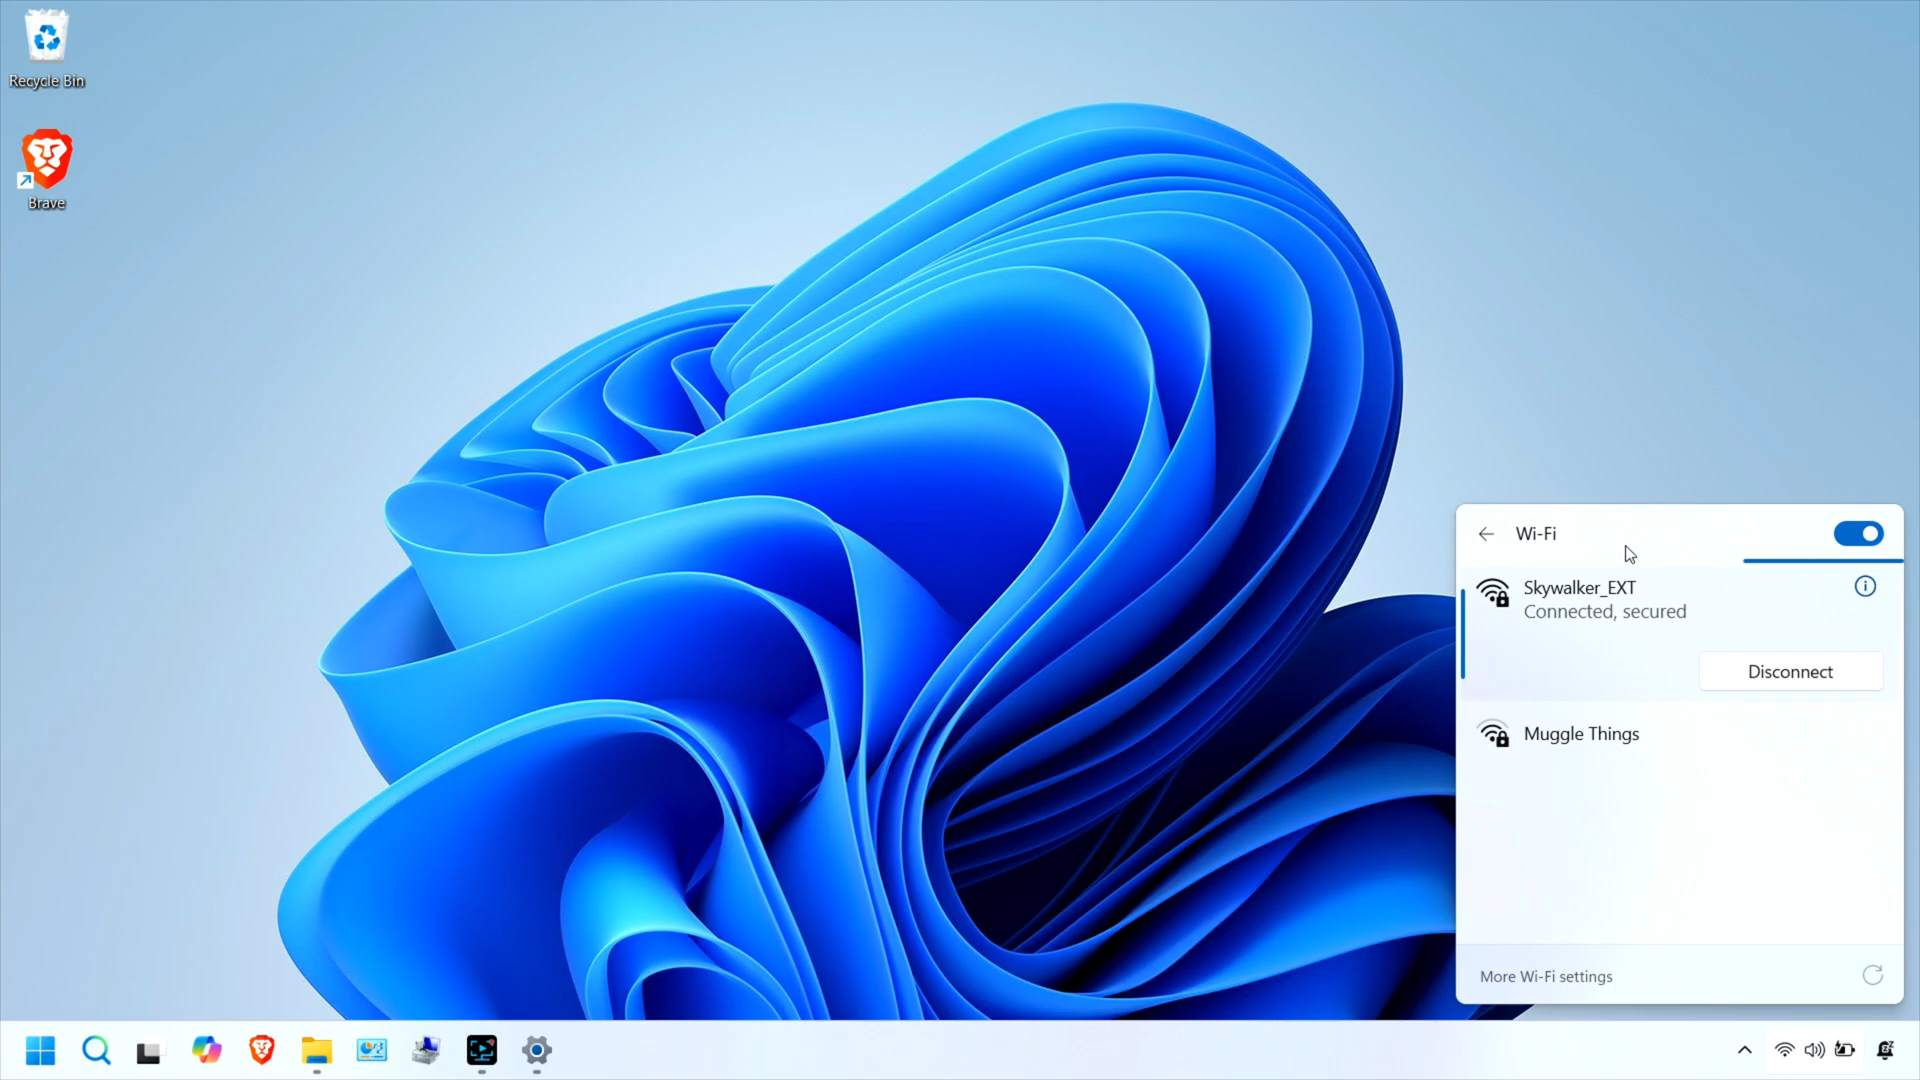 Recycle Bin
Brave
Wi-Fi
Skywalker_EXT
Connected, secured
Disconnect
Muggle Things
More Wi-Fi settings